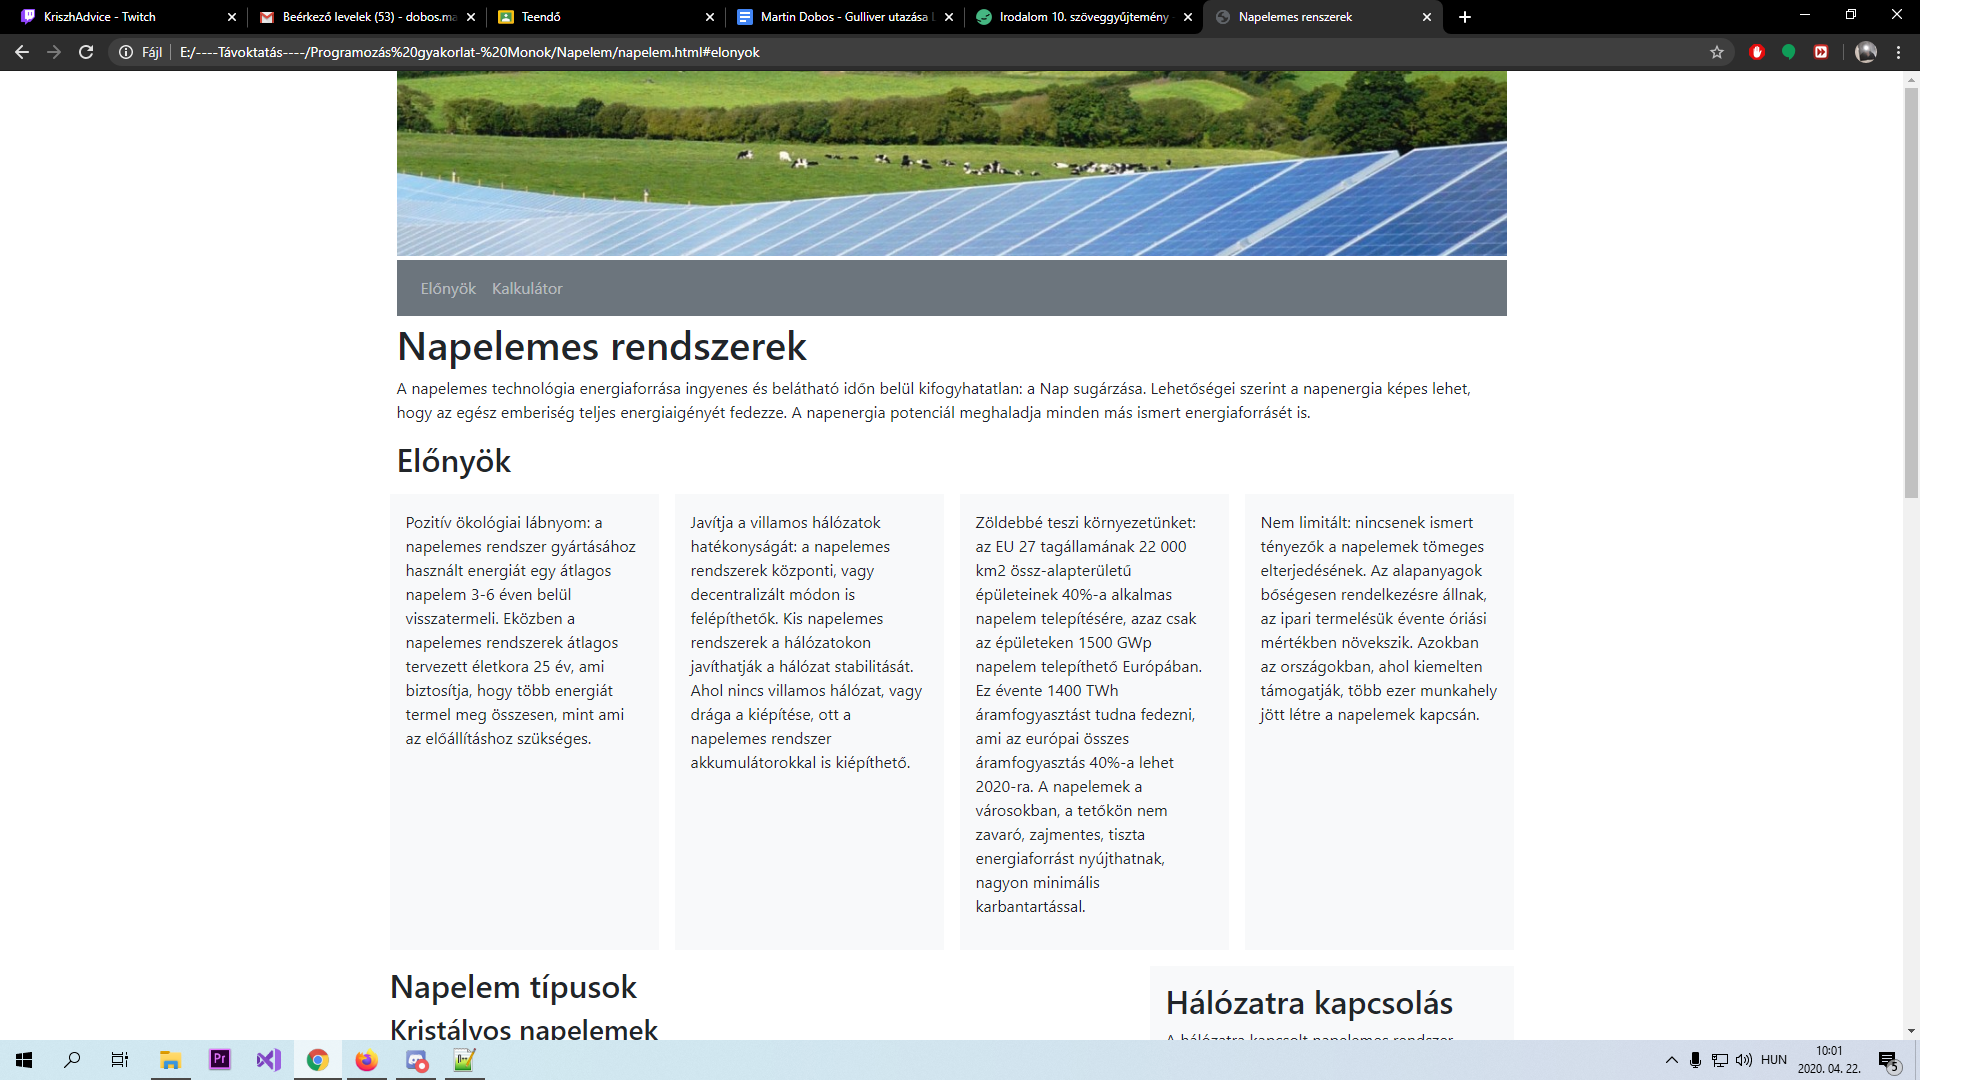 KriszhAdvice - Twitch
Beérkező levelek (53) - dobos.ma
Teendő
Martin Dobos - Gulliver utazása L
Irodalom 10. szöveggyűjtemény
Napelemes renszerek
Fájl
E:/----Távoktatás----/Programozás%20gyakorlat-%20Monok/Napelem/napelem.html#elonyok
Előnyök Kalkulátor
Napelemes rendszerek
A napelemes technológia energiaforrása ingyenes és belátható időn belül kifogyhatatlan: a Nap sugárzása. Lehetőségei szerint a napenergia képes lehet,
hogy az egész emberiség teljes energiaigényét fedezze. A napenergia potenciál meghaladja minden más ismert energiaforrásét is.
Előnyök
Pozitív ökológiai lábnyom: a
napelemes rendszer gyártásához
használt energiát egy átlagos
napelem 3-6 éven belül
visszatermeli. Eközben a
napelemes rendszerek átlagos
tervezett életkora 25 év, ami
biztosítja, hogy több energiát
termel meg összesen, mint ami
az előállításhoz szükséges.
Javítja a villamos hálózatok
hatékonyságát: a napelemes
rendszerek központi, vagy
decentralizált módon is
felépíthetők. Kis napelemes
rendszerek a hálózatokon
javíthatják a hálózat stabilitását.
Ahol nincs villamos hálózat, vagy
drága a kiépítése, ott a
napelemes rendszer
akkumulátorokkal is kiépíthető.
Zöldebbé teszi környezetünket:
az EU 27 tagállamának 22 000
km2 össz-alapterületú
épületeinek 40%-a alkalmas
napelem telepítésére, azaz csak
az épületeken 1500 GWp
napelem telepíthető Európában.
Ez évente 1400 TWh
áramfogyasztást tudna fedezni,
ami az európai összes
áramfogyasztás 40%-a lehet
2020-ra. A napelemek a
városokban, a tetőkön nem
zavaró, zajmentes, tiszta
energiaforrást nyújthatnak,
nagyon minimális
karbantartással.
Nem limitált: nincsenek ismert
tényezők a napelemek tömeges
elterjedésének. Az alapanyagok
bőségesen rendelkezésre állnak,
az ipari termelésük évente óriási
mértékben növekszik. Azokban
az országokban, ahol kiemelten
támogatják, több ezer munkahely
jött létre a napelemek kapcsán.
Napelem típusok
Kristályos napelemek
Hálózatra kapcsolás
A hálózatra kapcsolt napelemes rendszer
Pr
HUN
10:01
2020. 04. 22.
5